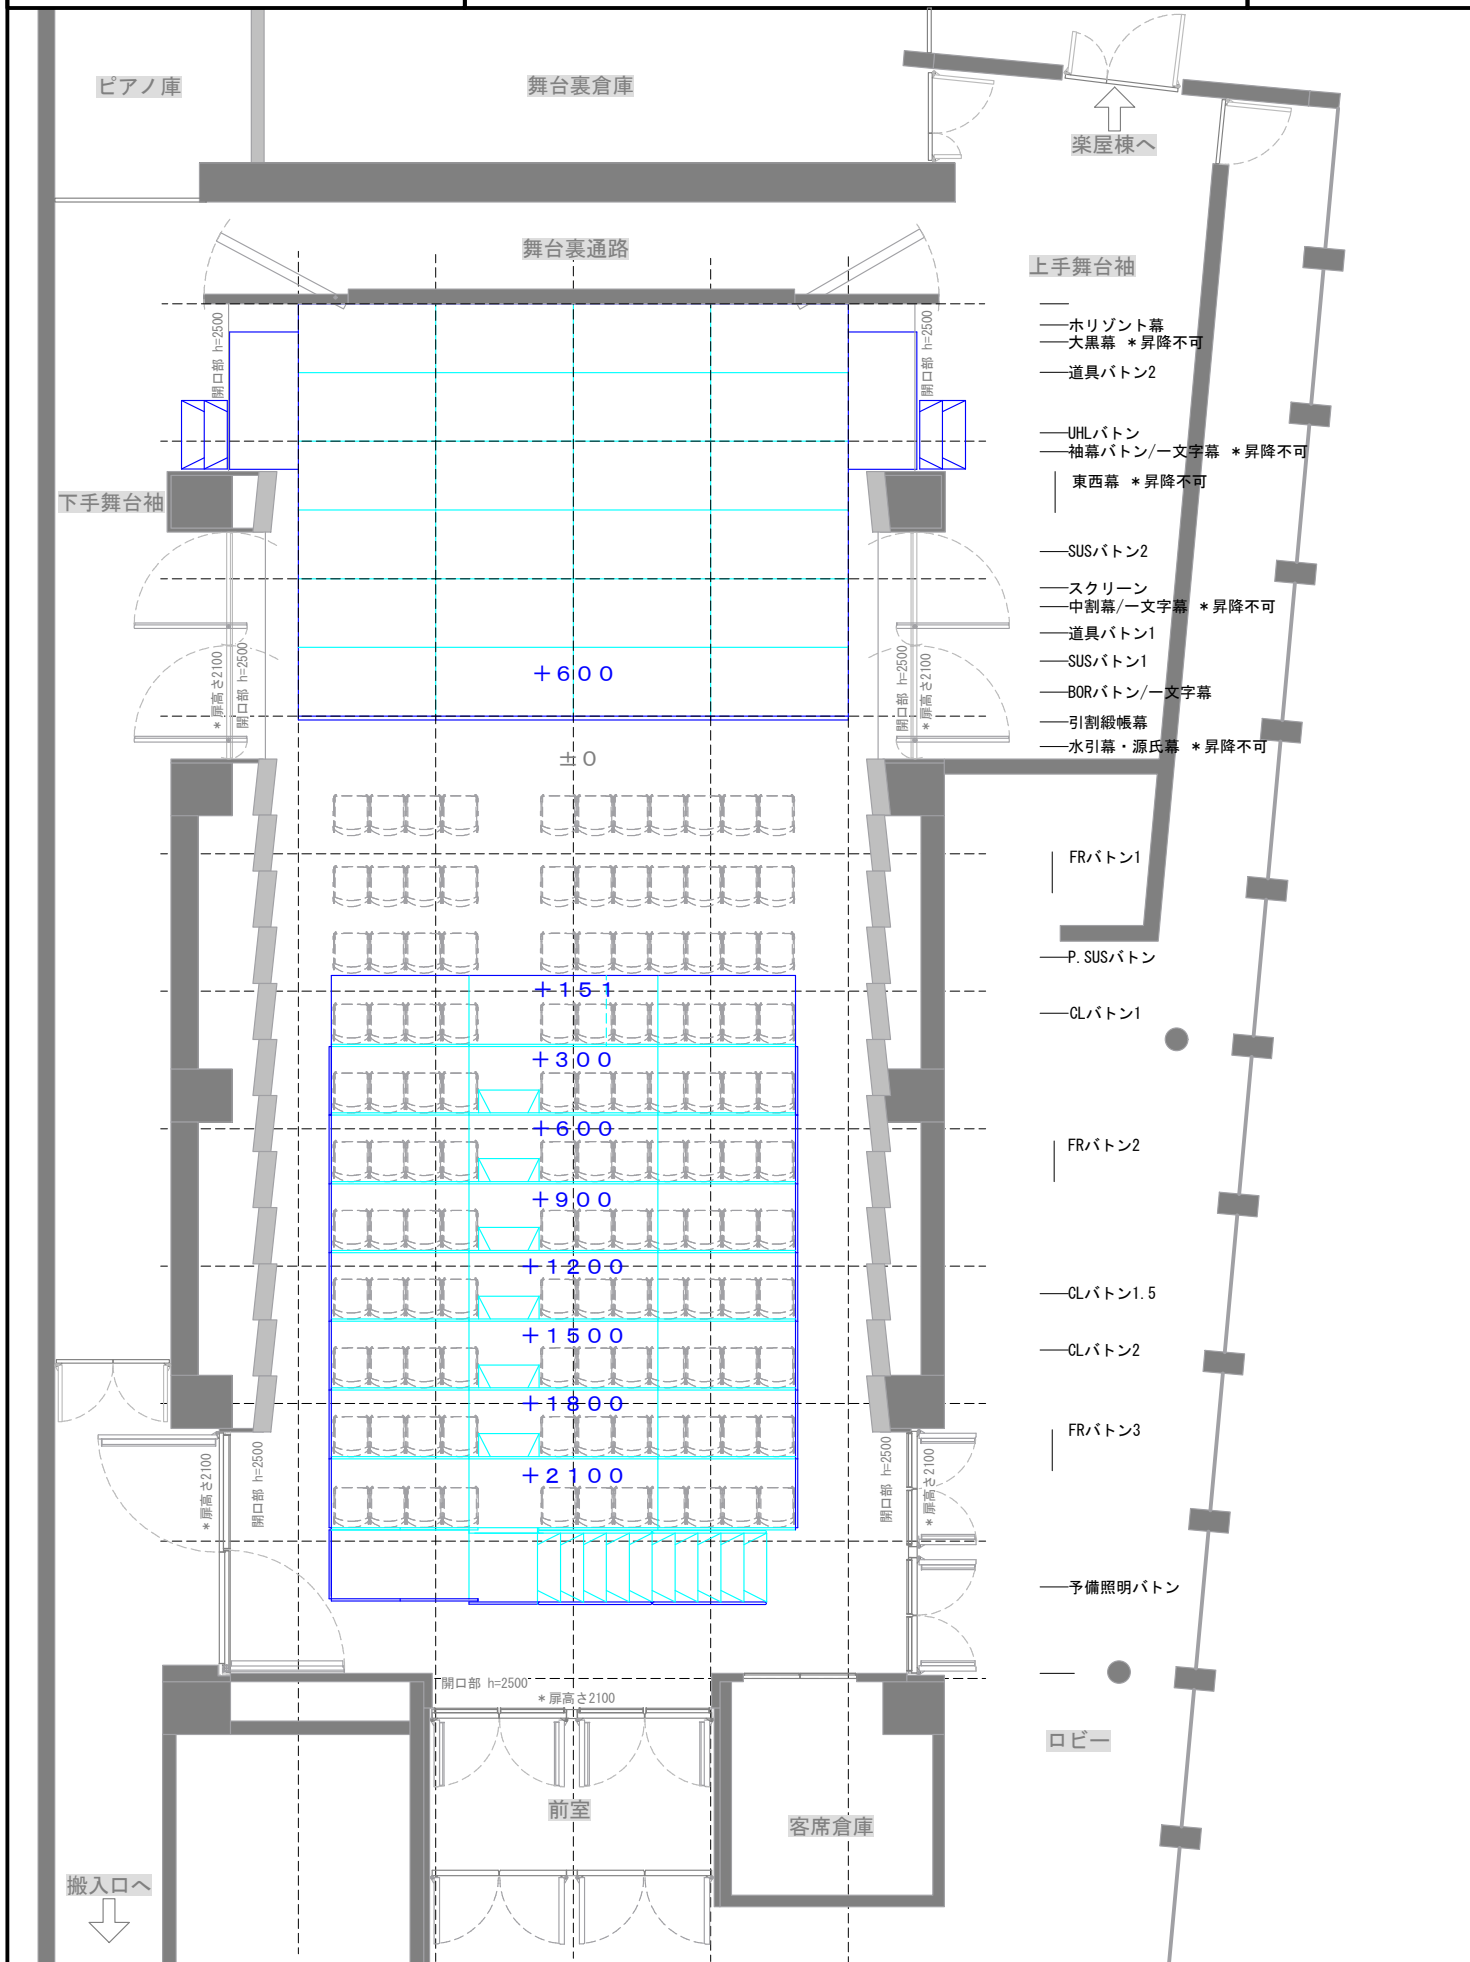 ピアノ庫
舞台裏倉庫
楽屋棟へ
舞台裏通路
上手舞台袖
開口部 h=2500
開口部 h=2500
ホリゾント幕
大黒幕 *昇降不可
道具バトン2
UHLバトン
袖幕バトン/一文字幕 *昇降不可
東西幕 *昇降不可
下手舞台袖
SUSバトン2
スクリーン
中割幕/一文字幕 *昇降不可
道具バトン1
SUSバトン1
BORバトン/一文字幕
引割緞帳幕
水引幕・源氏幕 *昇降不可
*扉高さ2100
開口部 h=2500
+600
開口部 h=2500
*扉高さ2100
±0
FRバトン1
P.SUSバトン
+151
CLバトン1
+300
+600
FRバトン2
+900
+1200
CLバトン1.5
+1500
CLバトン2
+1800
FRバトン3
+2100
*扉高さ2100
開口部 h=2500
開口部 h=2500
*扉高さ2100
予備照明バトン
開口部 h=2500
*扉高さ2100
ロビー
前室
客席倉庫
搬入口へ